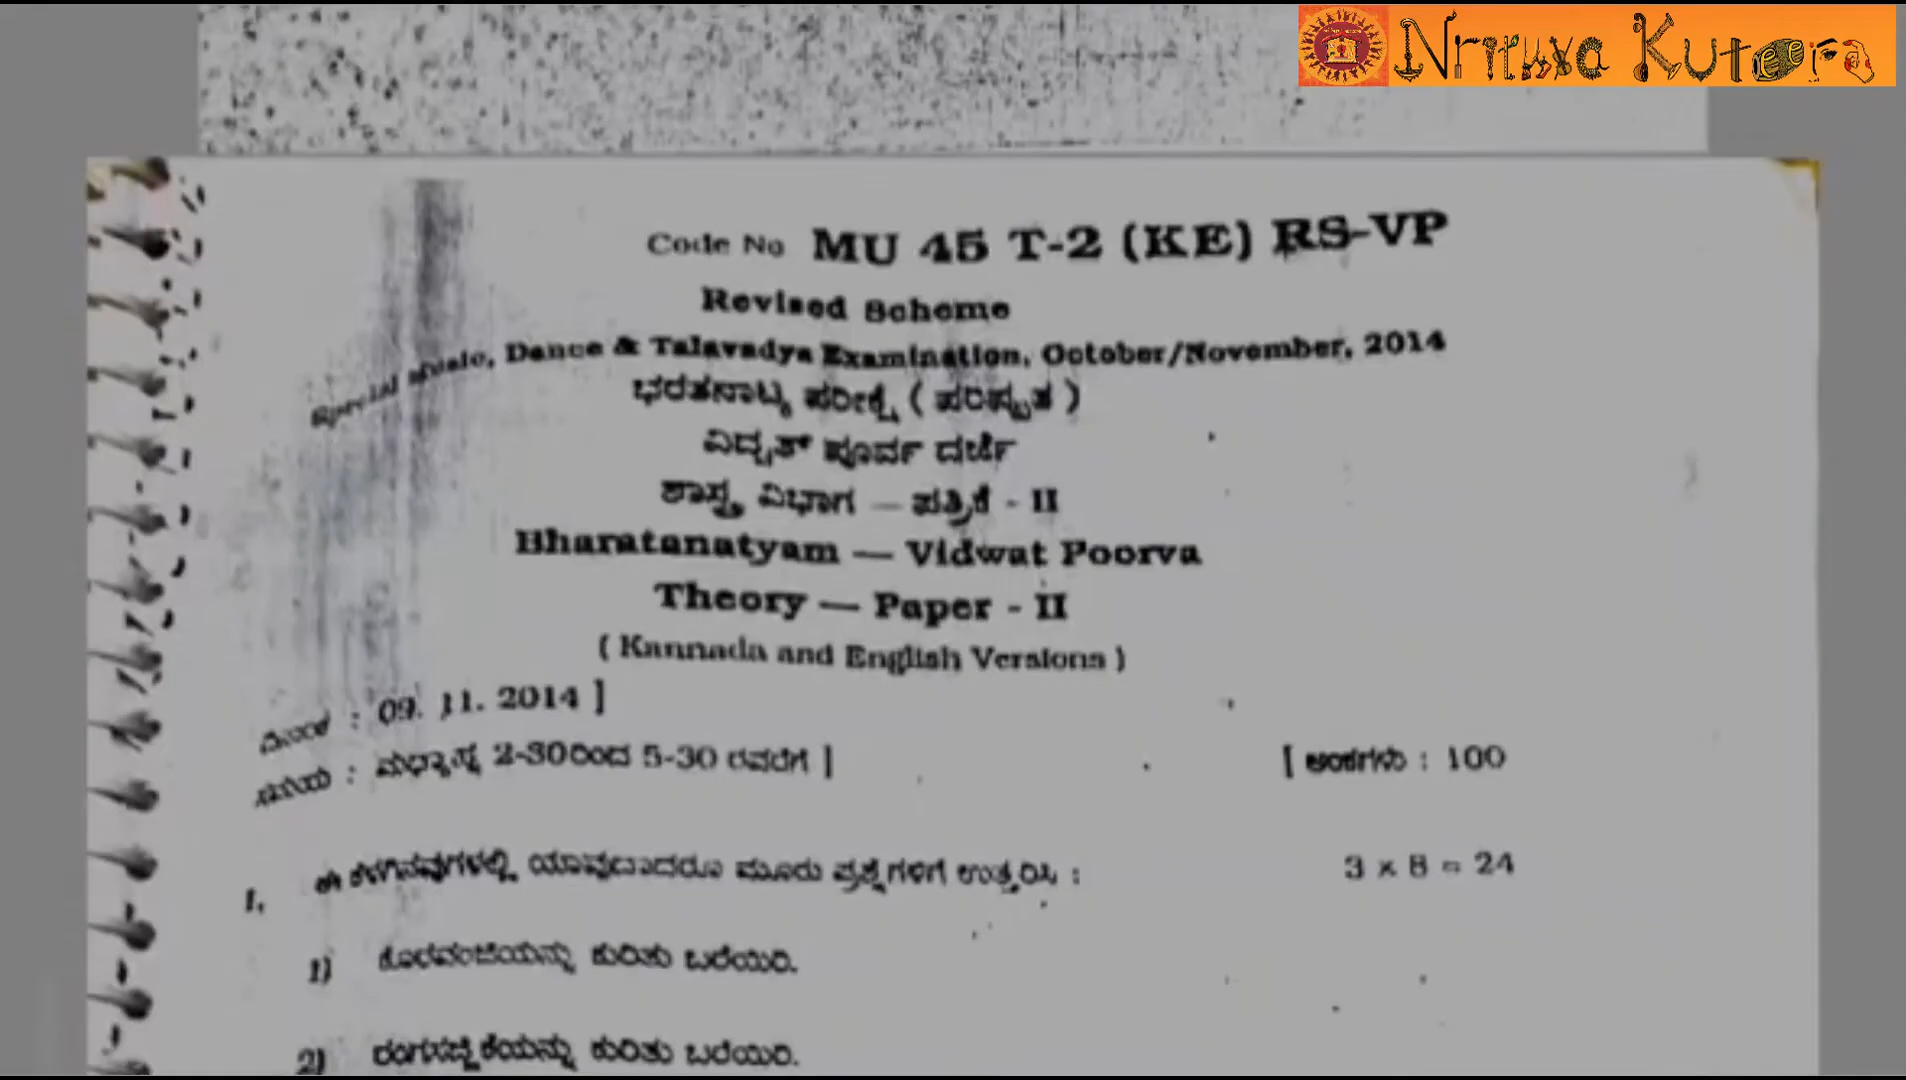 Nrithya Kuteera
Code No MU 45 T-2 (KE) RS-VP
Revised Scheme
Special Music, Dance & Talavadya Examination, October/November, 2014
ಭರತನಾಟ್ಯ ಪರೀಕ್ಷೆ ( ಪರಿಷ್ಕೃತ )
ವಿದ್ವತ್ ಪೂರ್ವ ದರ್ಜೆ
ಶಾಸ್ತ್ರ ವಿಭಾಗ — ಪತ್ರಿಕೆ - II
Bharatanatyam — Vidwat Poorva
Theory — Paper - II
( Kannada and English Versions )
ದಿನಾಂಕ : 09. 11. 2014 ]
ಸಮಯ : ಮಧ್ಯಾಹ್ನ 2-30ರಿಂದ 5-30 ರವರೆಗೆ ] [ ಅಂಕಗಳು : 100
1. ಈ ಕೆಳಗಿನವುಗಳಲ್ಲಿ ಯಾವುದಾದರೂ ಮೂರು ಪ್ರಶ್ನೆಗಳಿಗೆ ಉತ್ತರಿಸಿ : 3 x 8 = 24
1) ಕೊರವಂಜಿಯನ್ನು ಕುರಿತು ಬರೆಯಿರಿ.
2) ರಂಗಸಜ್ಜಿಕೆಯನ್ನು ಕುರಿತು ಬರೆಯಿರಿ.